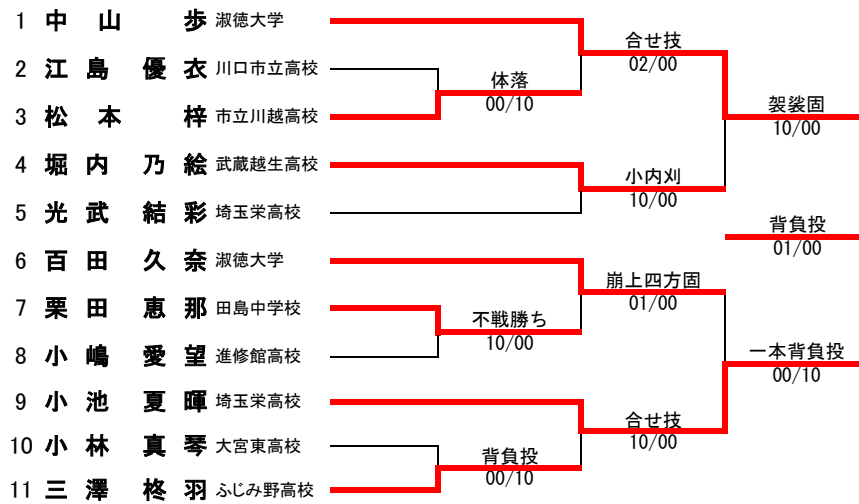 1 中山 歩 淑徳大学
2 江島 優衣 川口市立高校
3 松本 梓 市立川越高校
4 堀内 乃絵 武蔵越生高校
5 光武 結彩 埼玉栄高校
6 百田 久奈 淑徳大学
7 栗田 恵那 田島中学校
8 小嶋 愛望 進修館高校
9 小池 夏暉 埼玉栄高校
10 小林 真琴 大宮東高校
11 三澤 柊羽 ふじみ野高校
体落
00/10
不戦勝ち
10/00
背負投
00/10
合せ技
02/00
小内刈
10/00
崩上四方固
01/00
合せ技
10/00
袈裟固
10/00
背負投
01/00
一本背負投
00/10